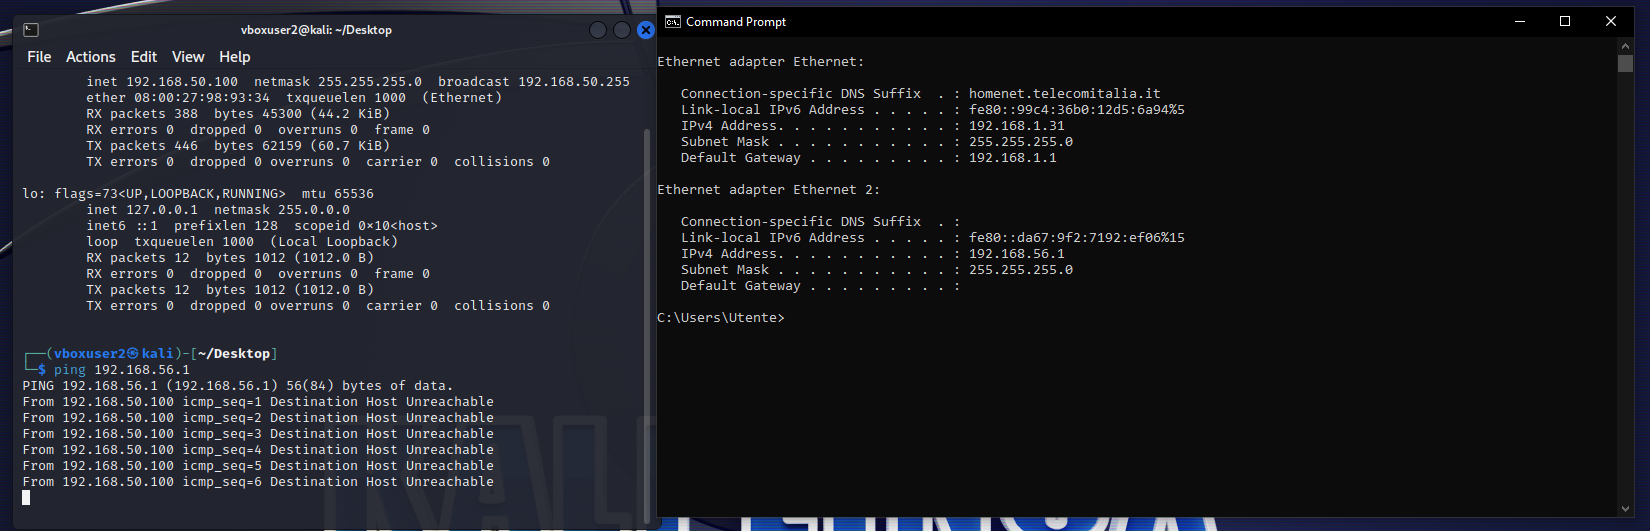 vboxuser2@kali: ~/Desktop
File Actions Edit View Help
inet 192.168.50.100 netmask 255.255.255.0 broadcast 192.168.50.255
ether 08:00:27:98:93:34 txqueuelen 1000 (Ethernet)
RX packets 388 bytes 45300 (44.2 KiB)
RX errors 0 dropped 0 overruns 0 frame 0
TX packets 446 bytes 62159 (60.7 KiB)
TX errors 0 dropped 0 overruns 0 carrier 0 collisions 0
lo: flags=73<UP,LOOPBACK,RUNNING> mtu 65536
inet 127.0.0.1 netmask 255.0.0.0
inet6 ::1 prefixlen 128 scopeid 0×10<host>
loop txqueuelen 1000 (Local Loopback)
RX packets 12 bytes 1012 (1012.0 B)
RX errors 0 dropped 0 overruns 0 frame 0
TX packets 12 bytes 1012 (1012.0 B)
TX errors 0 dropped 0 overruns 0 carrier 0 collisions 0
┌──(vboxuser2㉿kali)-[~/Desktop]
└─$ ping 192.168.56.1
PING 192.168.56.1 (192.168.56.1) 56(84) bytes of data.
From 192.168.50.100 icmp_seq=1 Destination Host Unreachable
From 192.168.50.100 icmp_seq=2 Destination Host Unreachable
From 192.168.50.100 icmp_seq=3 Destination Host Unreachable
From 192.168.50.100 icmp_seq=4 Destination Host Unreachable
From 192.168.50.100 icmp_seq=5 Destination Host Unreachable
From 192.168.50.100 icmp_seq=6 Destination Host Unreachable
Command Prompt
Ethernet adapter Ethernet:
Connection-specific DNS Suffix . : homenet.telecomitalia.it
Link-local IPv6 Address . . . . . : fe80::99c4:36b0:12d5:6a94%5
IPv4 Address. . . . . . . . . . . : 192.168.1.31
Subnet Mask . . . . . . . . . . . : 255.255.255.0
Default Gateway . . . . . . . . . : 192.168.1.1
Ethernet adapter Ethernet 2:
Connection-specific DNS Suffix . :
Link-local IPv6 Address . . . . . : fe80::da67:9f2:7192:ef06%15
IPv4 Address. . . . . . . . . . . : 192.168.56.1
Subnet Mask . . . . . . . . . . . : 255.255.255.0
Default Gateway . . . . . . . . . :
C:\Users\Utente>